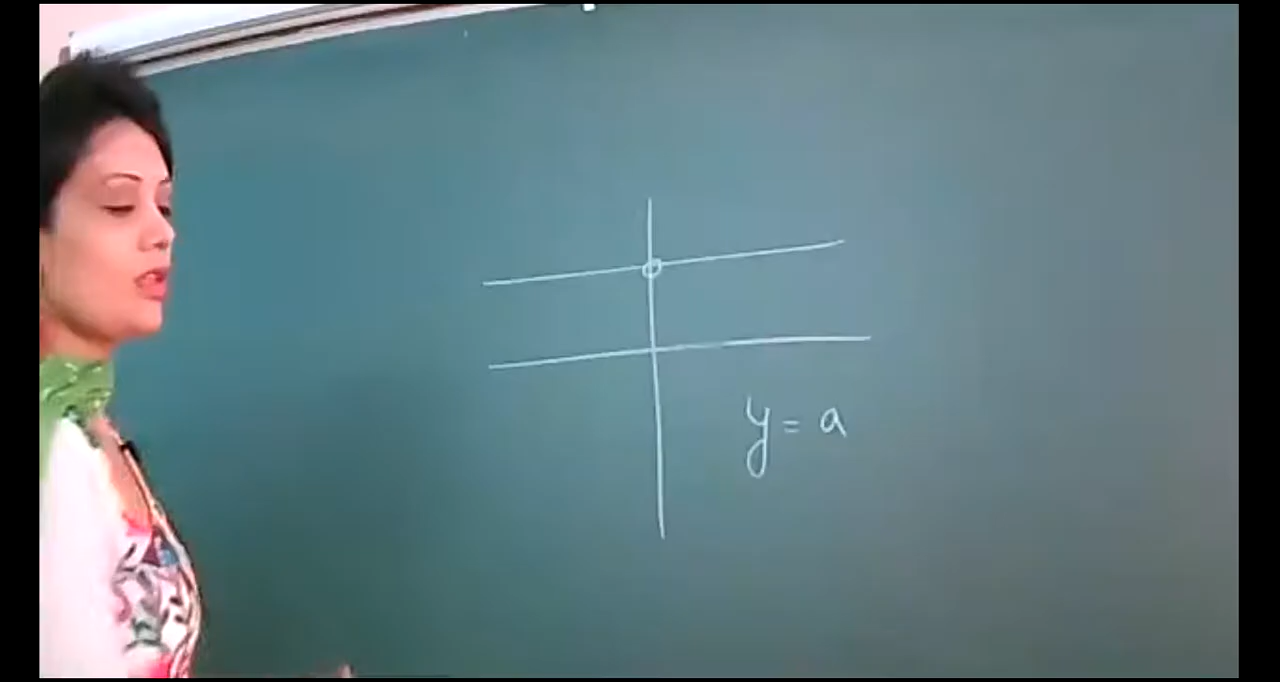 y = a